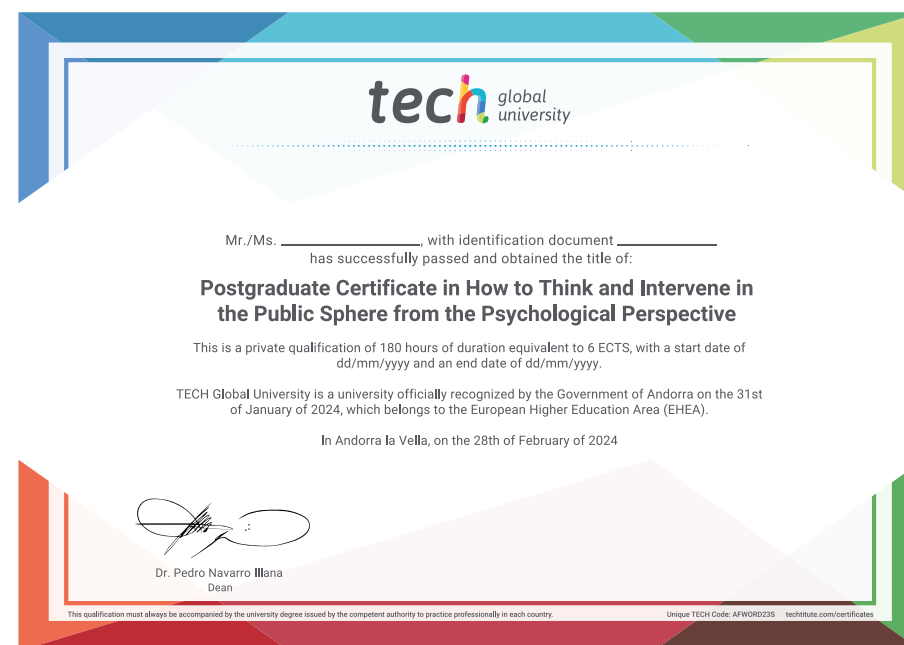 tech global
university
Mr./Ms. ____________, with identification document ____________
has successfully passed and obtained the title of:
Postgraduate Certificate in How to Think and Intervene in
the Public Sphere from the Psychological Perspective
This is a private qualification of 180 hours of duration equivalent to 6 ECTS, with a start date of
dd/mm/yyyy and an end date of dd/mm/yyyy.
TECH Global University is a university officially recognized by the Government of Andorra on the 31st
of January of 2024, which belongs to the European Higher Education Area (EHEA).
In Andorra la Vella, on the 28th of February of 2024
Dr. Pedro Navarro Illana
Dean
This qualification must always be accompanied by the university degree issued by the competent authority to practice professionally in each country.
Unique TECH Code: AFWORD23S techtitute.com/certificates